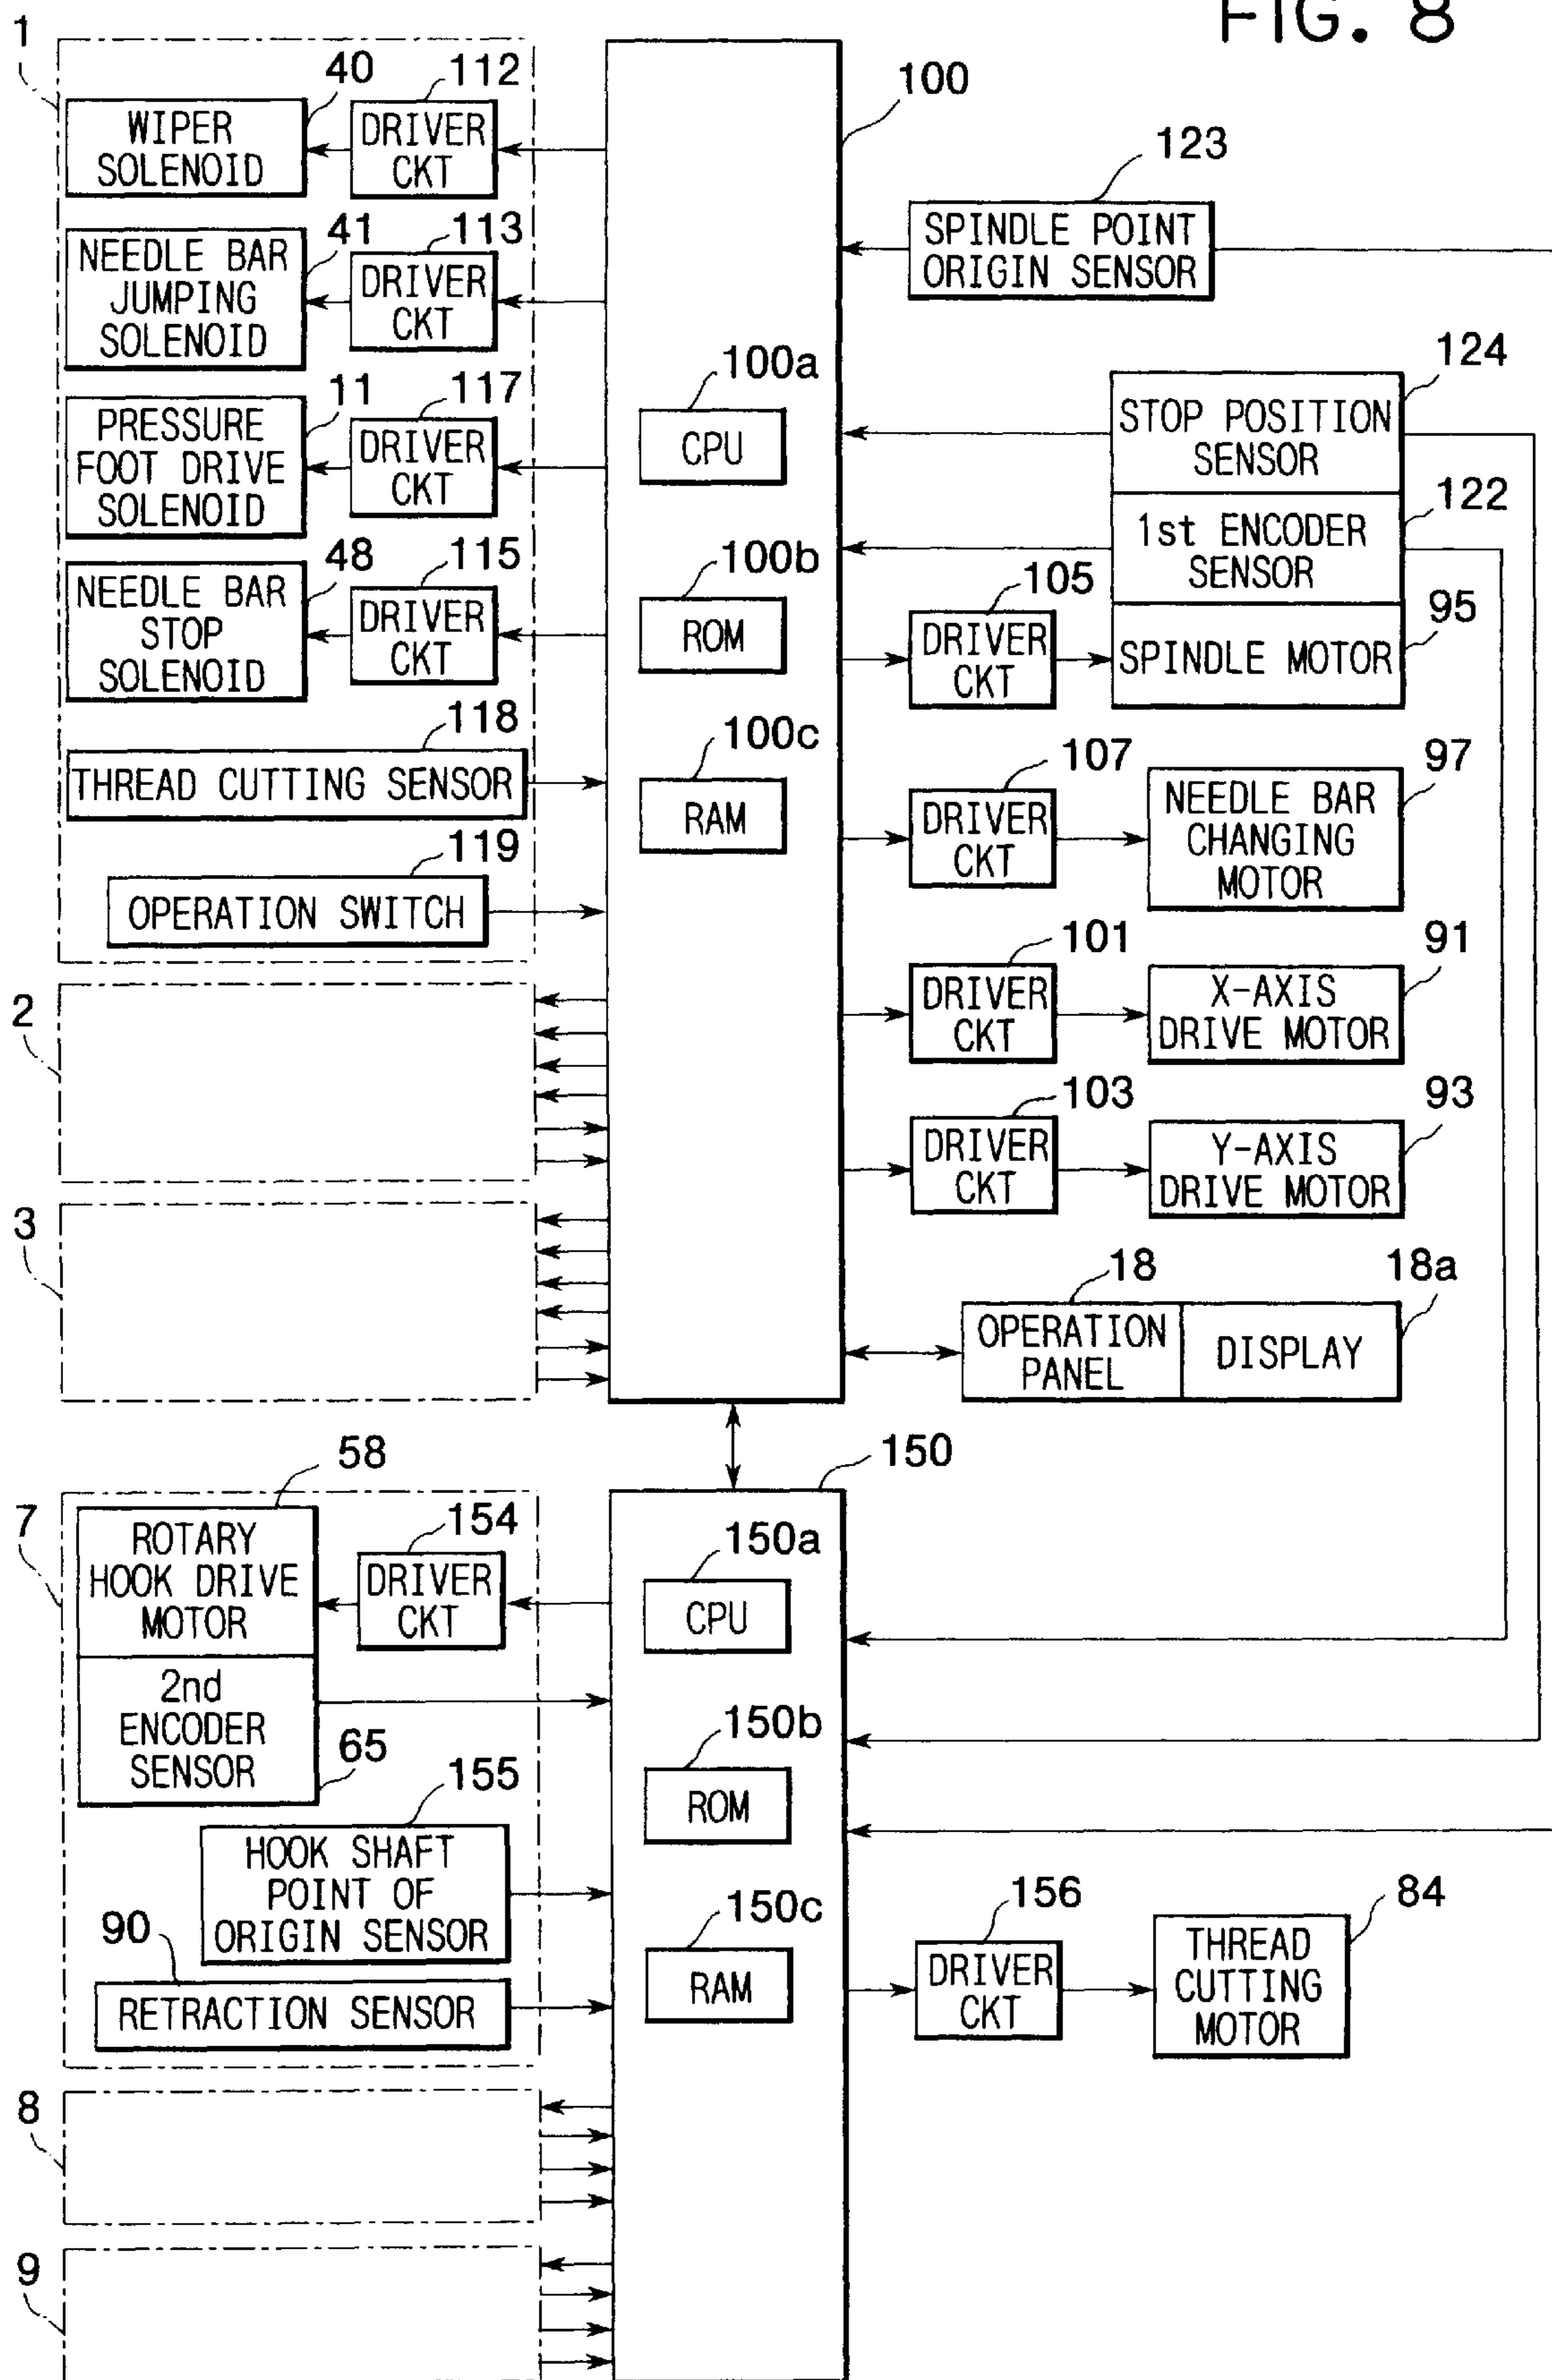 FIG. 8
1
40
112
WIPER
SOLENOID
DRIVER
CKT
100
123
SPINDLE POINT
ORIGIN SENSOR
41
113
NEEDLE BAR
JUMPING
SOLENOID
DRIVER
CKT
100a
CPU
124
STOP POSITION
SENSOR
11
117
PRESSURE
FOOT DRIVE
SOLENOID
DRIVER
CKT
122
1st ENCODER
SENSOR
48
115
NEEDLE BAR
STOP
SOLENOID
DRIVER
CKT
100b
ROM
105
DRIVER
CKT
95
SPINDLE MOTOR
118
THREAD CUTTING SENSOR
100c
RAM
107
DRIVER
CKT
97
NEEDLE BAR
CHANGING
MOTOR
119
OPERATION SWITCH
101
DRIVER
CKT
91
X-AXIS
DRIVE MOTOR
2
103
DRIVER
CKT
93
Y-AXIS
DRIVE MOTOR
3
18
OPERATION
PANEL
18a
DISPLAY
58
7
ROTARY
HOOK DRIVE
MOTOR
154
DRIVER
CKT
150
150a
CPU
2nd
ENCODER
SENSOR
65
150b
ROM
155
HOOK SHAFT
POINT OF
ORIGIN SENSOR
90
RETRACTION SENSOR
150c
RAM
156
DRIVER
CKT
84
THREAD
CUTTING
MOTOR
8
9